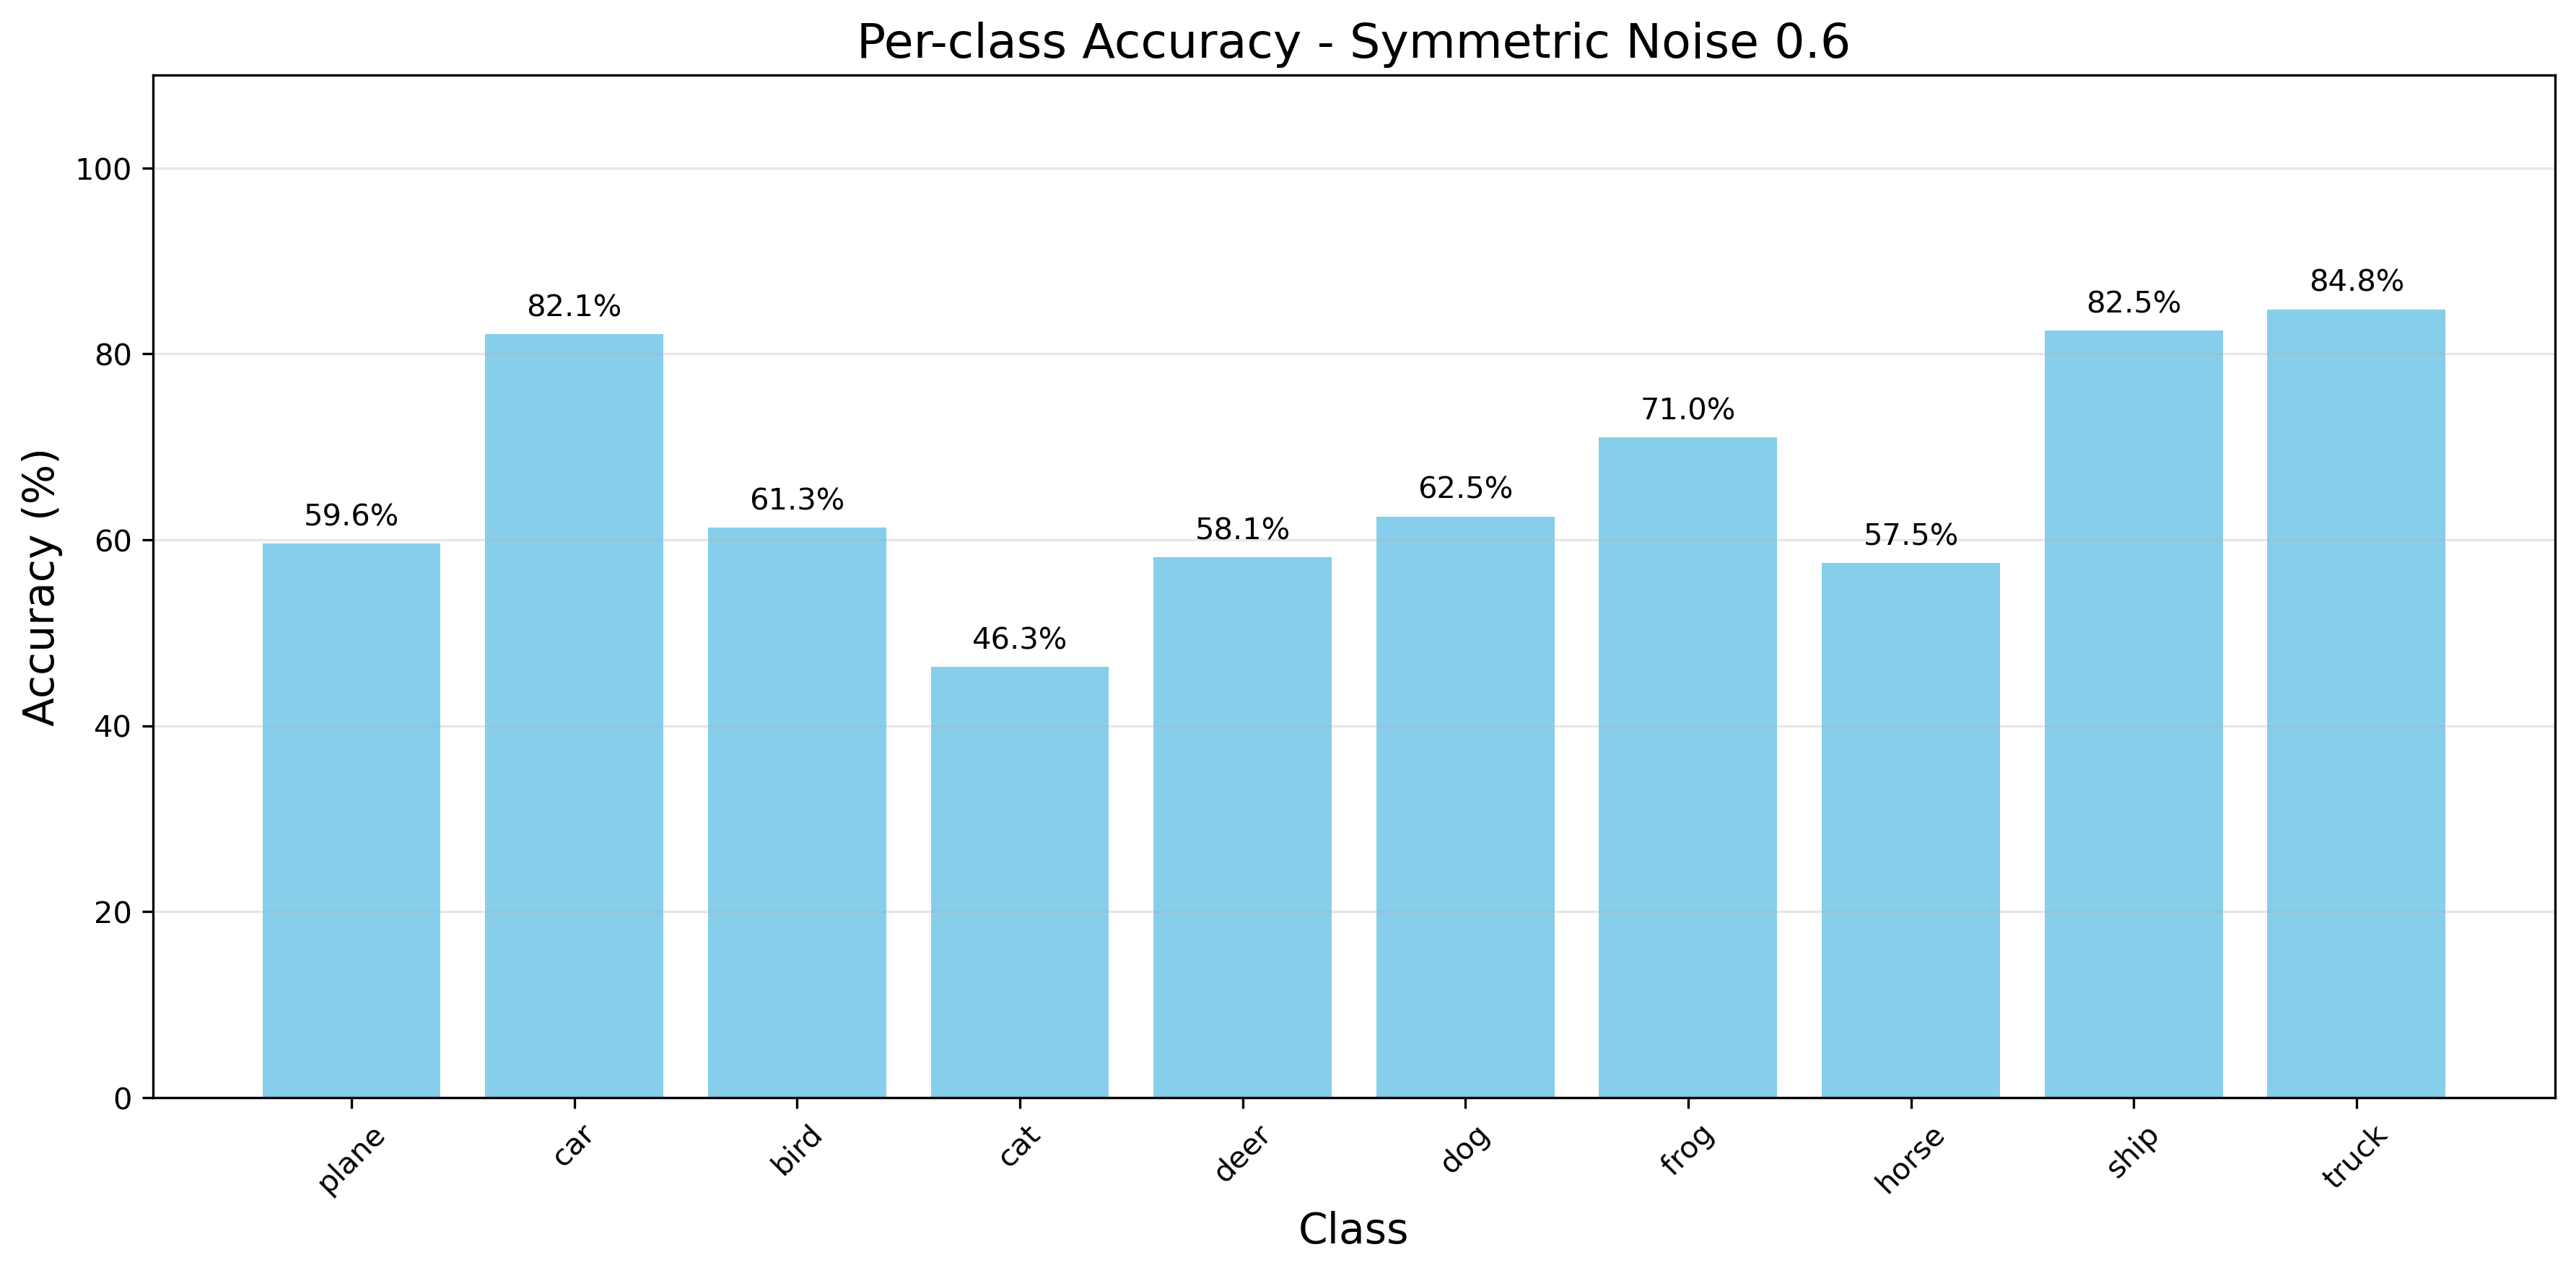 Per-class Accuracy - Symmetric Noise 0.6
Accuracy (%)
100
80
60
40
20
0
59.6%
82.1%
61.3%
46.3%
58.1%
62.5%
71.0%
57.5%
82.5%
84.8%
plane
car
bird
cat
deer
dog
frog
horse
ship
truck
Class